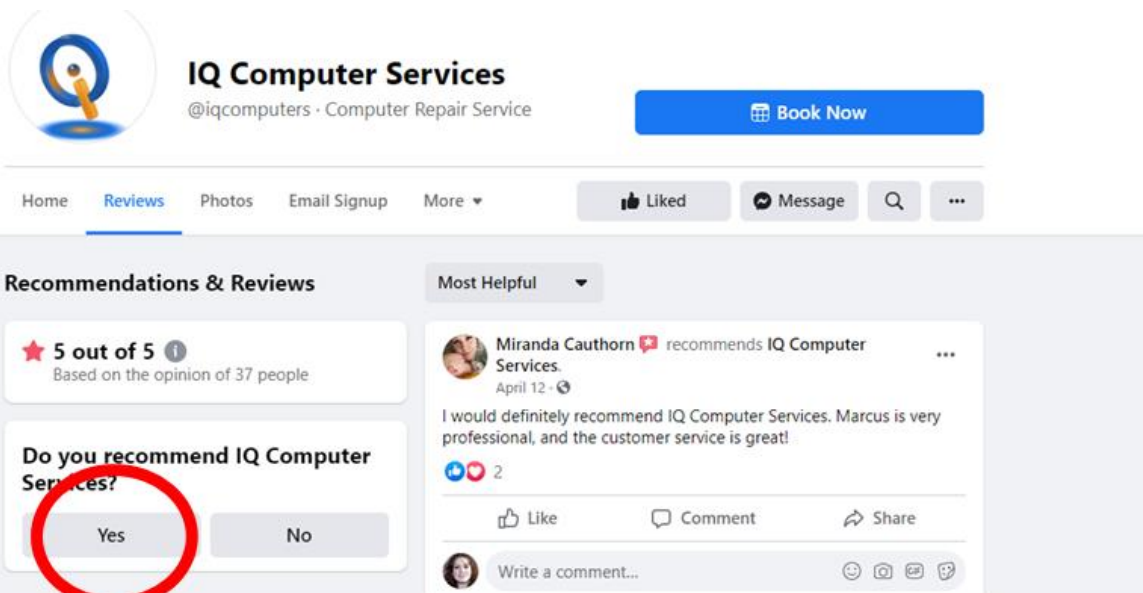 IQ Computer Services
@iqcomputers · Computer Repair Service
Book Now
Home Reviews Photos Email Signup More
Liked Message
Recommendations & Reviews
Most Helpful
5 out of 5
Based on the opinion of 37 people
Do you recommend IQ Computer
Services?
Yes No
Miranda Cauthorn recommends IQ Computer
Services.
April 12 ·
I would definitely recommend IQ Computer Services. Marcus is very
professional, and the customer service is great!
2
Like Comment Share
Write a comment...
GIF